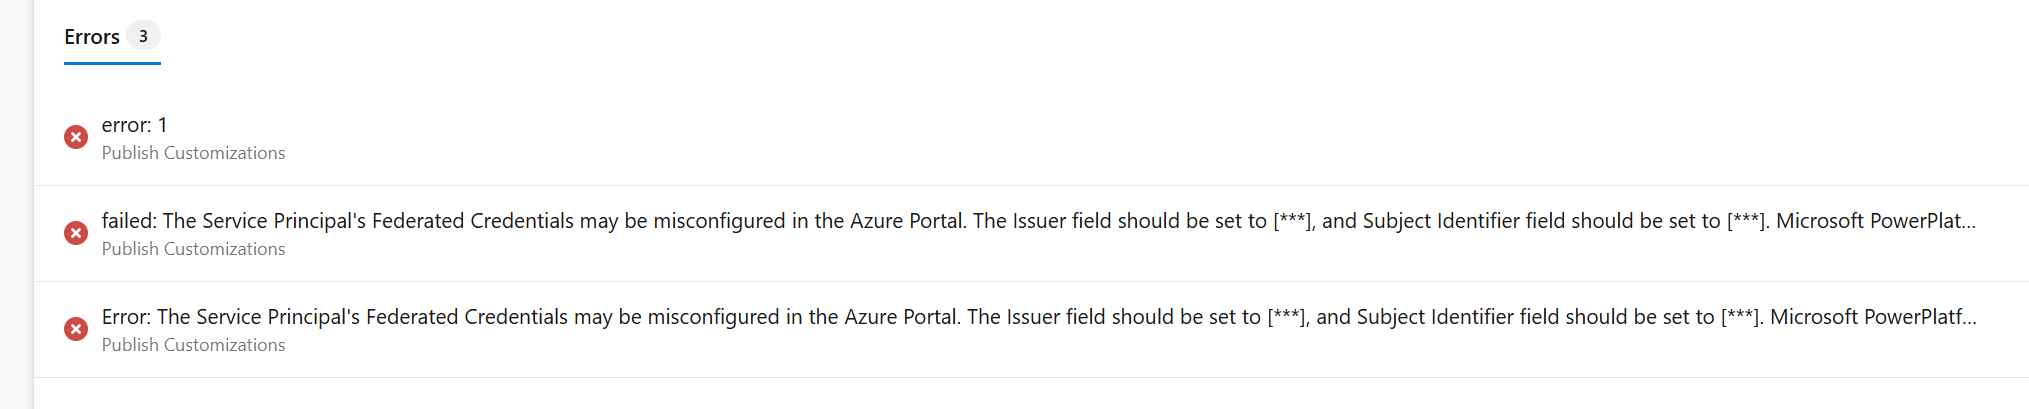 Errors 3
error: 1
Publish Customizations
failed: The Service Principal's Federated Credentials may be misconfigured in the Azure Portal. The Issuer field should be set to [***], and Subject Identifier field should be set to [***]. Microsoft PowerPlat...
Publish Customizations
Error: The Service Principal's Federated Credentials may be misconfigured in the Azure Portal. The Issuer field should be set to [***], and Subject Identifier field should be set to [***]. Microsoft PowerPlatf...
Publish Customizations